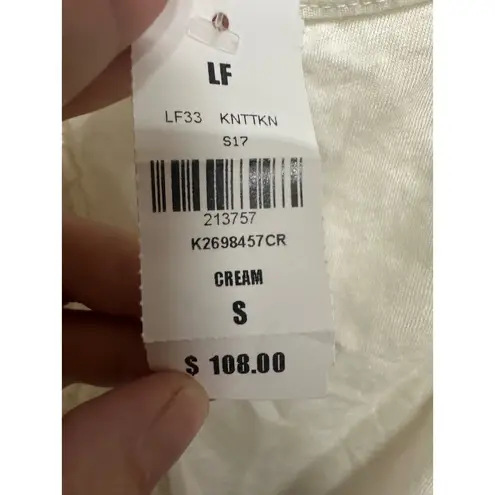 LF
LF33 KNTTKN
S17
213757
K2698457CR
CREAM
S
$ 108.00